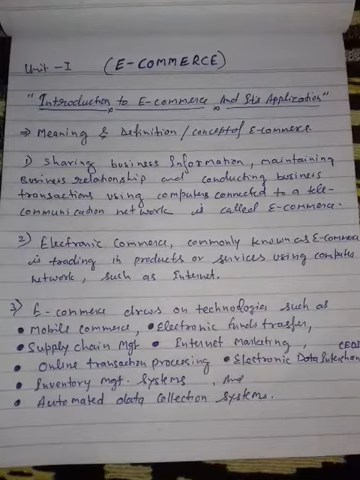 Unit-I (E-COMMERCE)
"Introduction to E-commerce And Its Application"
⇒ Meaning & Definition / concept of E-commerce.
1) Sharing business Information, maintaining
Business relationship and conducting business
transactions using computers connected to a tele-
communication network is called E-commerce.
2) Electronic Commerce, commonly known as E-commerce
is trading in products or services using computer
network, such as Internet.
3) E-commerce draws on technologies such as
• Mobile commerce, • Electronic funds trasfer,
• Supply Chain Mgt • Internet Marketing,
• Online transaction processing • Electronic Data Interchan (EDI)
• Inventory mgt. Systems, And
• Automated data collection systems.